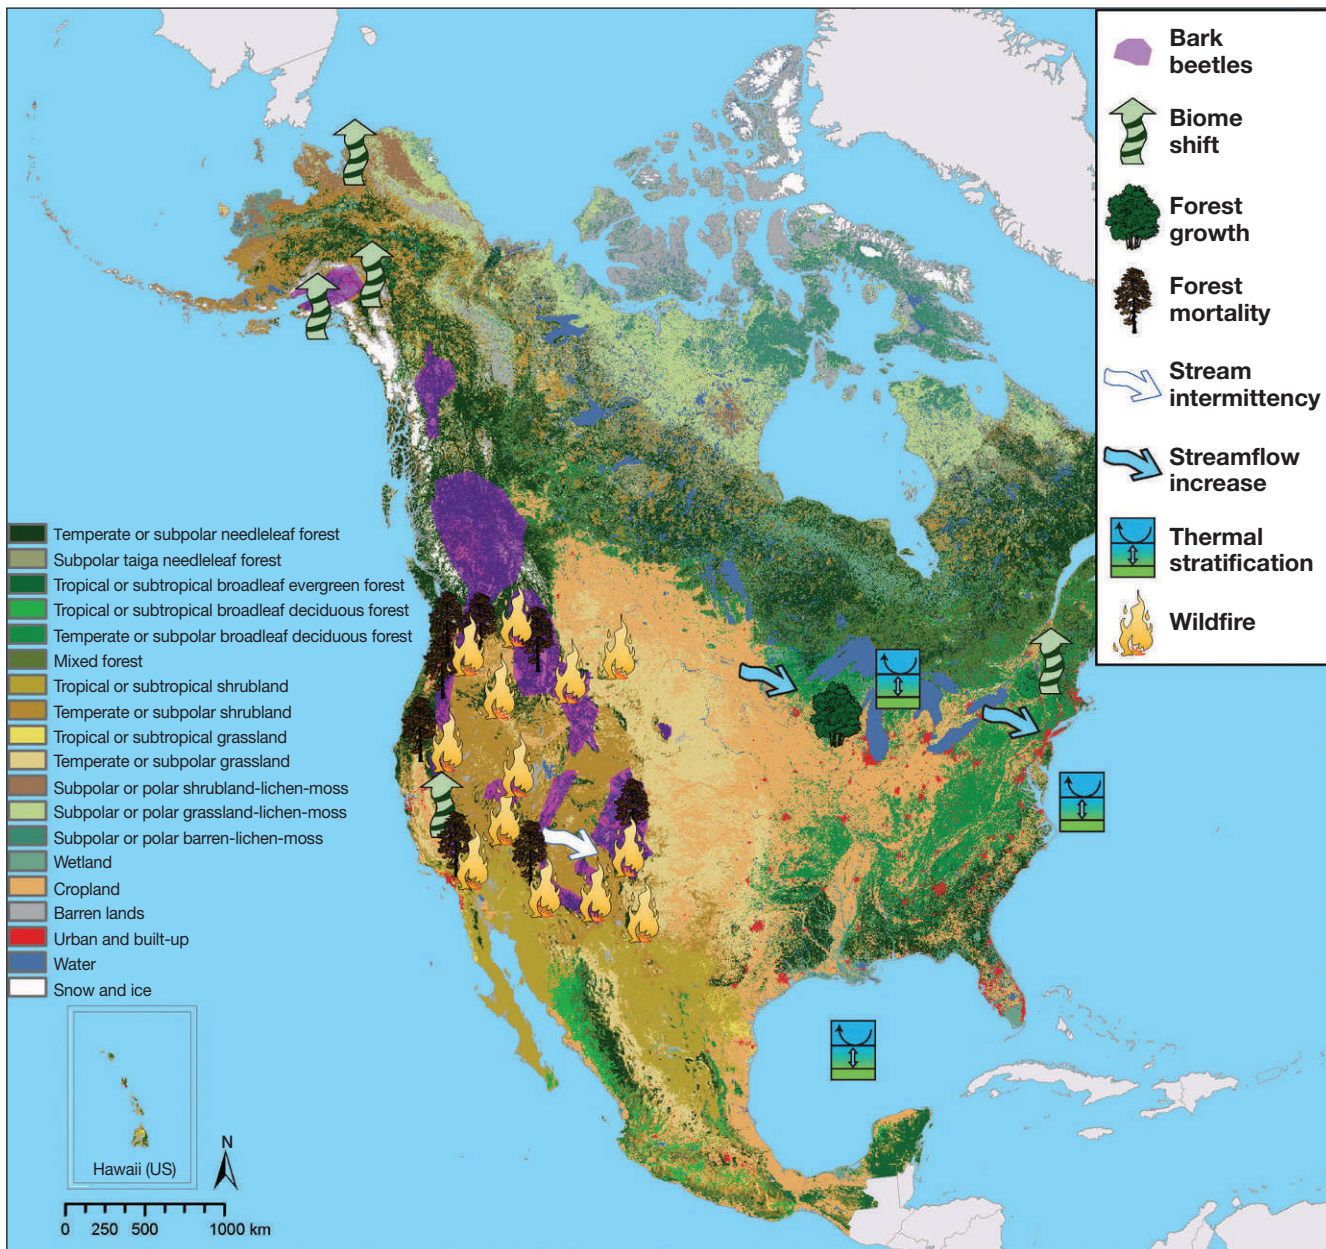 Bark
beetles
Biome
shift
Forest
growth
Forest
mortality
Stream
intermittency
Streamflow
increase
Thermal
stratification
Wildfire
Temperate or subpolar needleleaf forest
Subpolar taiga needleleaf forest
Tropical or subtropical broadleaf evergreen forest
Tropical or subtropical broadleaf deciduous forest
Temperate or subpolar broadleaf deciduous forest
Mixed forest
Tropical or subtropical shrubland
Temperate or subpolar shrubland
Tropical or subtropical grassland
Temperate or subpolar grassland
Subpolar or polar shrubland-lichen-moss
Subpolar or polar grassland-lichen-moss
Subpolar or polar barren-lichen-moss
Wetland
Cropland
Barren lands
Urban and built-up
Water
Snow and ice
Hawaii (US)
N
0 250 500 1000 km